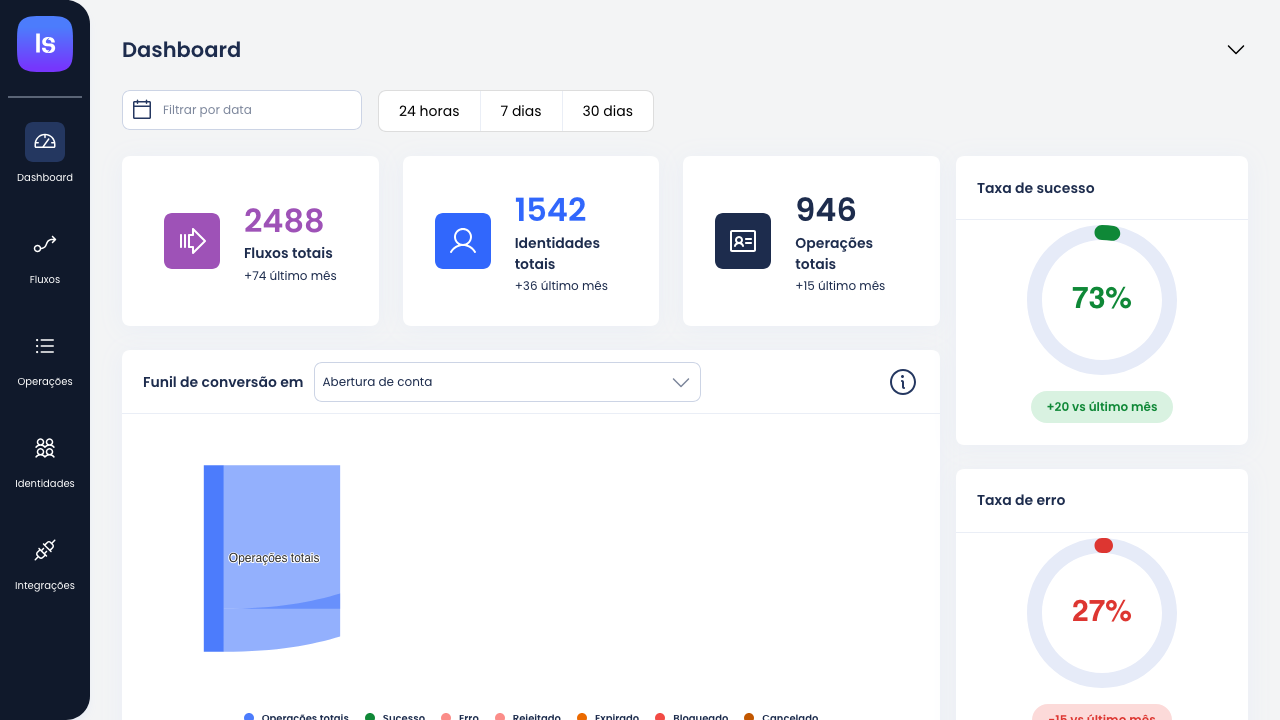 Is
Dashboard
Fluxos
Operações
Identidades
Integrações
Dashboard
Filtrar por data
24 horas
7 dias
30 dias
2488
Fluxos totais
+74 último mês
1542
Identidades
totais
+36 último mês
946
Operações
totais
+15 último mês
Taxa de sucesso
73%
+20 vs último mês
Funil de conversão em
Abertura de conta
Operações totais
Operações totais
Sucesso
Erro
Rejeitado
Expirado
Bloqueado
Cancelado
Taxa de erro
27%
-15 vs último mês